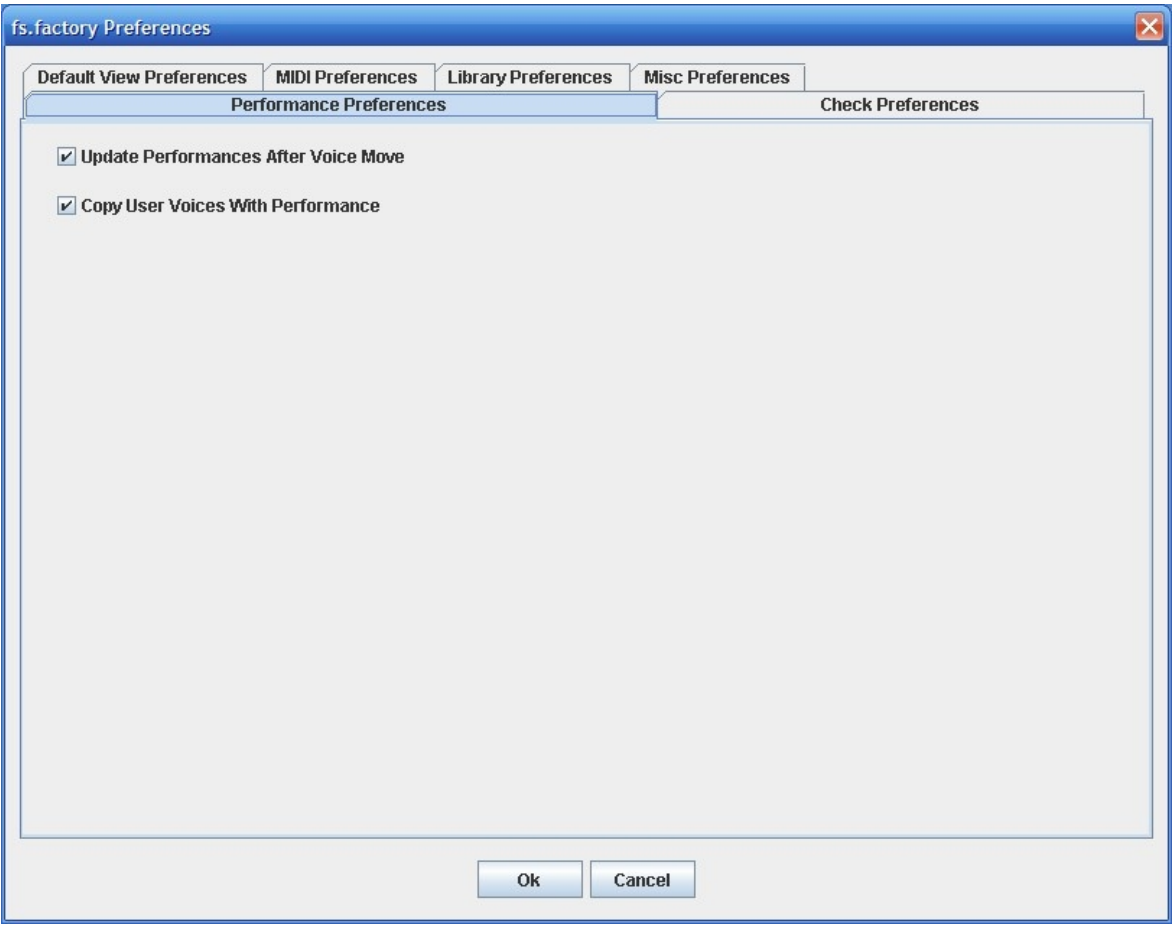 fs.factory Preferences
Default View Preferences MIDI Preferences Library Preferences Misc Preferences
Performance Preferences Check Preferences
Update Performances After Voice Move
Copy User Voices With Performance
Ok Cancel